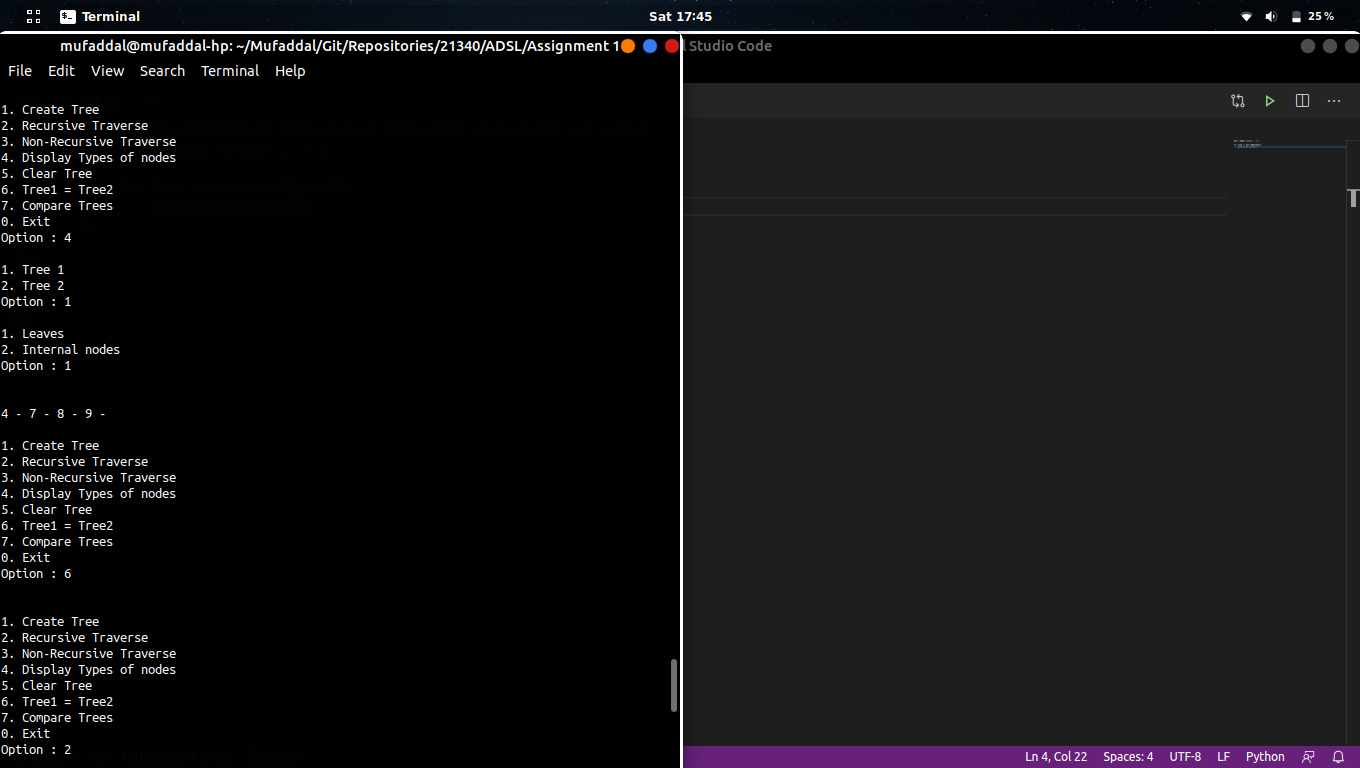 Terminal
Sat 17:45
25 %
mufaddal@mufaddal-hp: ~/Mufaddal/Git/Repositories/21340/ADSL/Assignment 1
Studio Code
File Edit View Search Terminal Help
1. Create Tree
2. Recursive Traverse
3. Non-Recursive Traverse
4. Display Types of nodes
5. Clear Tree
6. Tree1 = Tree2
7. Compare Trees
0. Exit
Option : 4
1. Tree 1
2. Tree 2
Option : 1
1. Leaves
2. Internal nodes
Option : 1
4 - 7 - 8 - 9 -
1. Create Tree
2. Recursive Traverse
3. Non-Recursive Traverse
4. Display Types of nodes
5. Clear Tree
6. Tree1 = Tree2
7. Compare Trees
0. Exit
Option : 6
1. Create Tree
2. Recursive Traverse
3. Non-Recursive Traverse
4. Display Types of nodes
5. Clear Tree
6. Tree1 = Tree2
7. Compare Trees
0. Exit
Option : 2
Ln 4, Col 22 Spaces: 4 UTF-8 LF Python